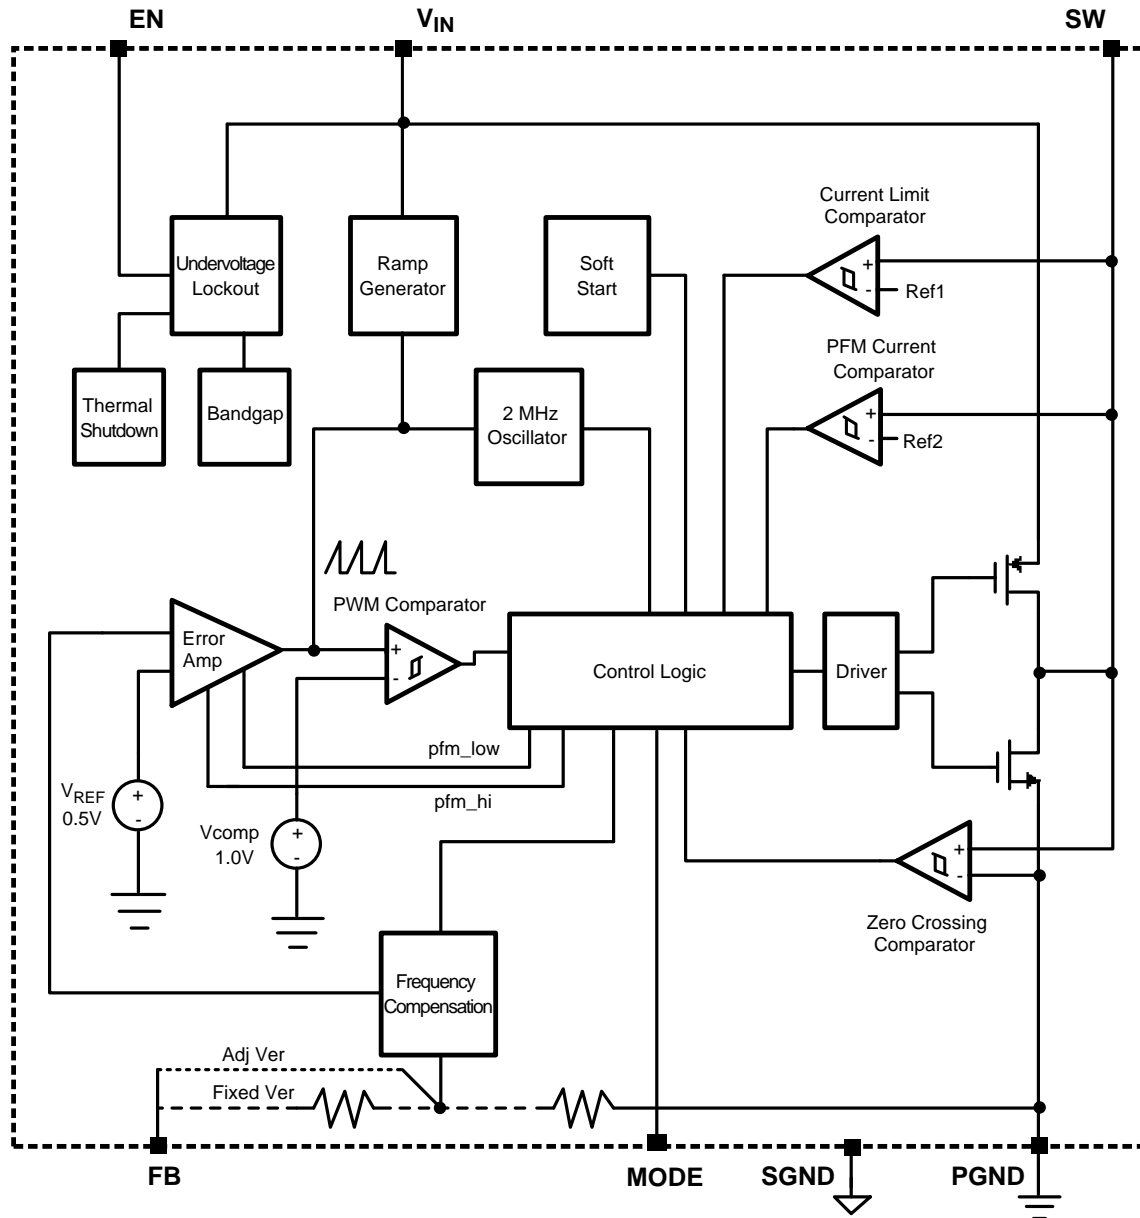 EN
VIN
SW
Undervoltage
Lockout
Ramp
Generator
Soft
Start
Current Limit
Comparator
+
-
Ref1
PFM Current
Comparator
+
-
Ref2
Thermal
Shutdown
Bandgap
2 MHz
Oscillator
PWM Comparator
Error
Amp
+
-
Control Logic
Driver
pfm_low
pfm_hi
VREF
0.5V
+
-
Vcomp
1.0V
+
-
+
-
Zero Crossing
Comparator
Frequency
Compensation
Adj Ver
Fixed Ver
FB
MODE
SGND
PGND